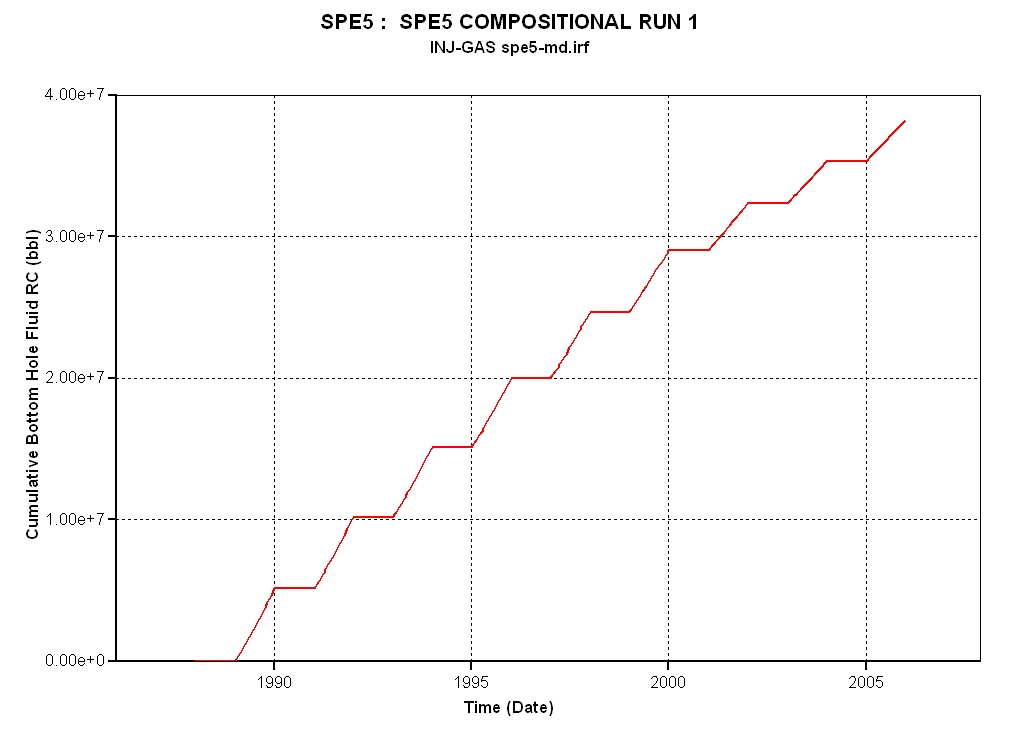 SPE5 :  SPE5 COMPOSITIONAL RUN 1
INJ-GAS spe5-md.irf
Cumulative Bottom Hole Fluid RC (bbl)
4.00e+7
3.00e+7
2.00e+7
1.00e+7
0.00e+0
1990 1995 2000 2005
Time (Date)